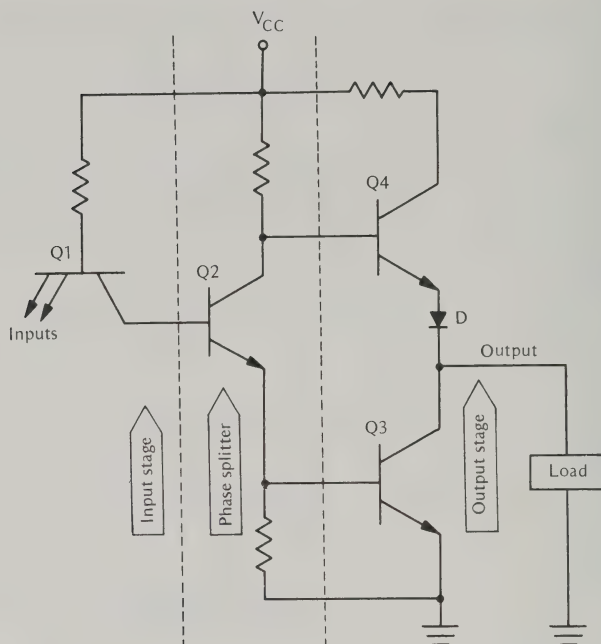 V_CC
Q4
Q1
Q2
Inputs
D
Output
Q3
Input stage
Phase splitter
Output stage
Load